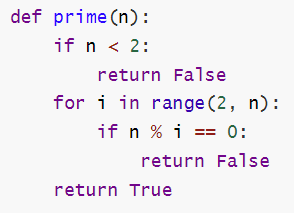 def prime(n):
    if n < 2:
        return False
    for i in range(2, n):
        if n % i == 0:
            return False
    return True